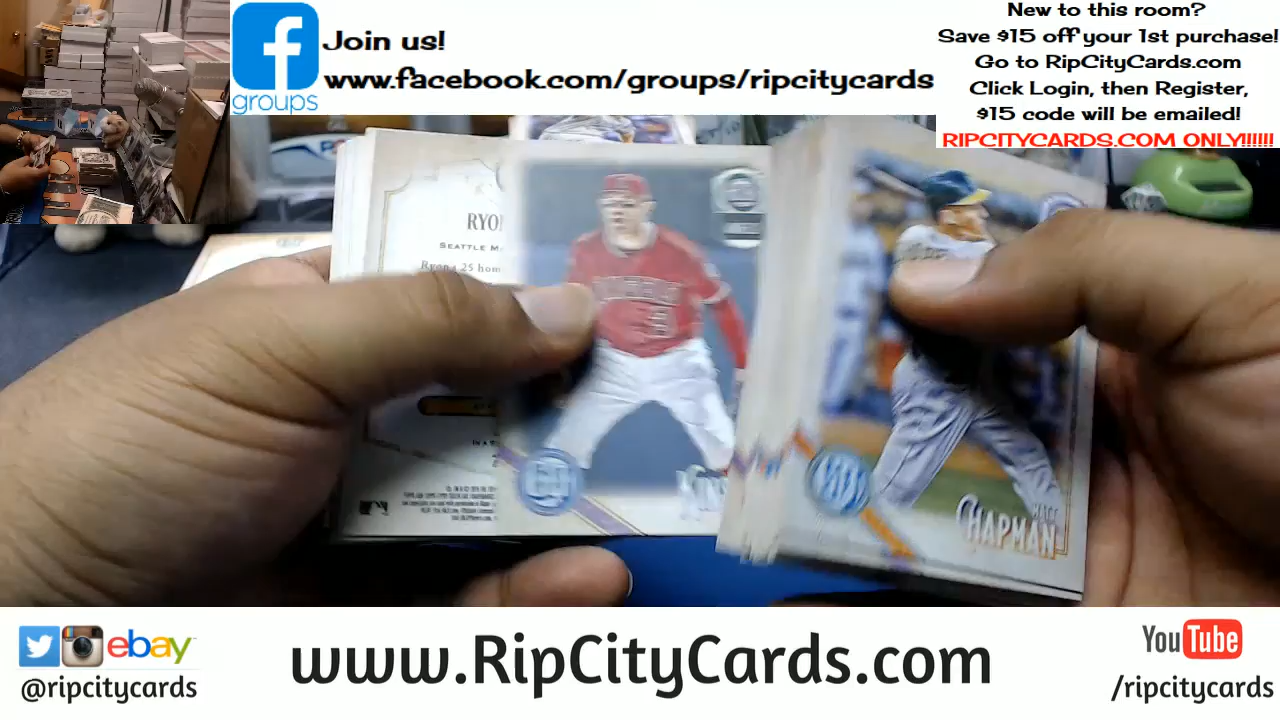 Join us!
www.facebook.com/groups/ripcitycards
groups
New to this room?
Save $15 off your 1st purchase!
Go to RipCityCards.com
Click Login, then Register,
$15 code will be emailed!
RIPCITYCARDS.COM ONLY!!!!!!
SEATTLE
CHAPMAN
ebay
@ripcitycards
www.RipCityCards.com
YouTube
/ripcitycards